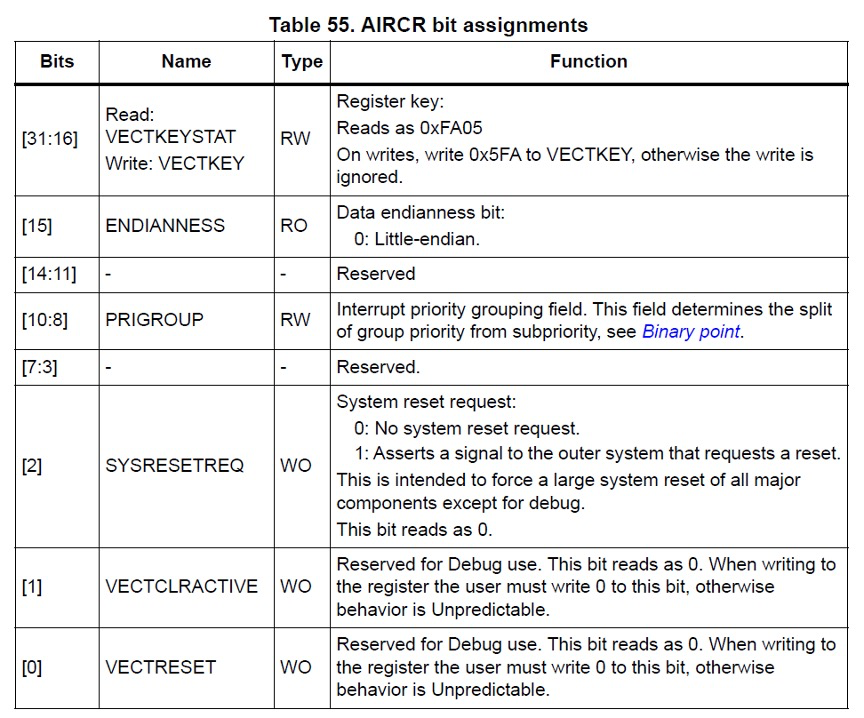 Table 55. AIRCR bit assignments
Bits Name Type Function
[31:16] Read: VECTKEYSTAT Write: VECTKEY RW Register key:
Reads as 0xFA05
On writes, write 0x5FA to VECTKEY, otherwise the write is
ignored.
[15] ENDIANNESS RO Data endianness bit:
0: Little-endian.
[14:11] - - Reserved
[10:8] PRIGROUP RW Interrupt priority grouping field. This field determines the split
of group priority from subpriority, see Binary point.
[7:3] - - Reserved.
[2] SYSRESETREQ WO System reset request:
0: No system reset request.
1: Asserts a signal to the outer system that requests a reset.
This is intended to force a large system reset of all major
components except for debug.
This bit reads as 0.
[1] VECTCLRACTIVE WO Reserved for Debug use. This bit reads as 0. When writing to
the register the user must write 0 to this bit, otherwise
behavior is Unpredictable.
[0] VECTRESET WO Reserved for Debug use. This bit reads as 0. When writing to
the register the user must write 0 to this bit, otherwise
behavior is Unpredictable.